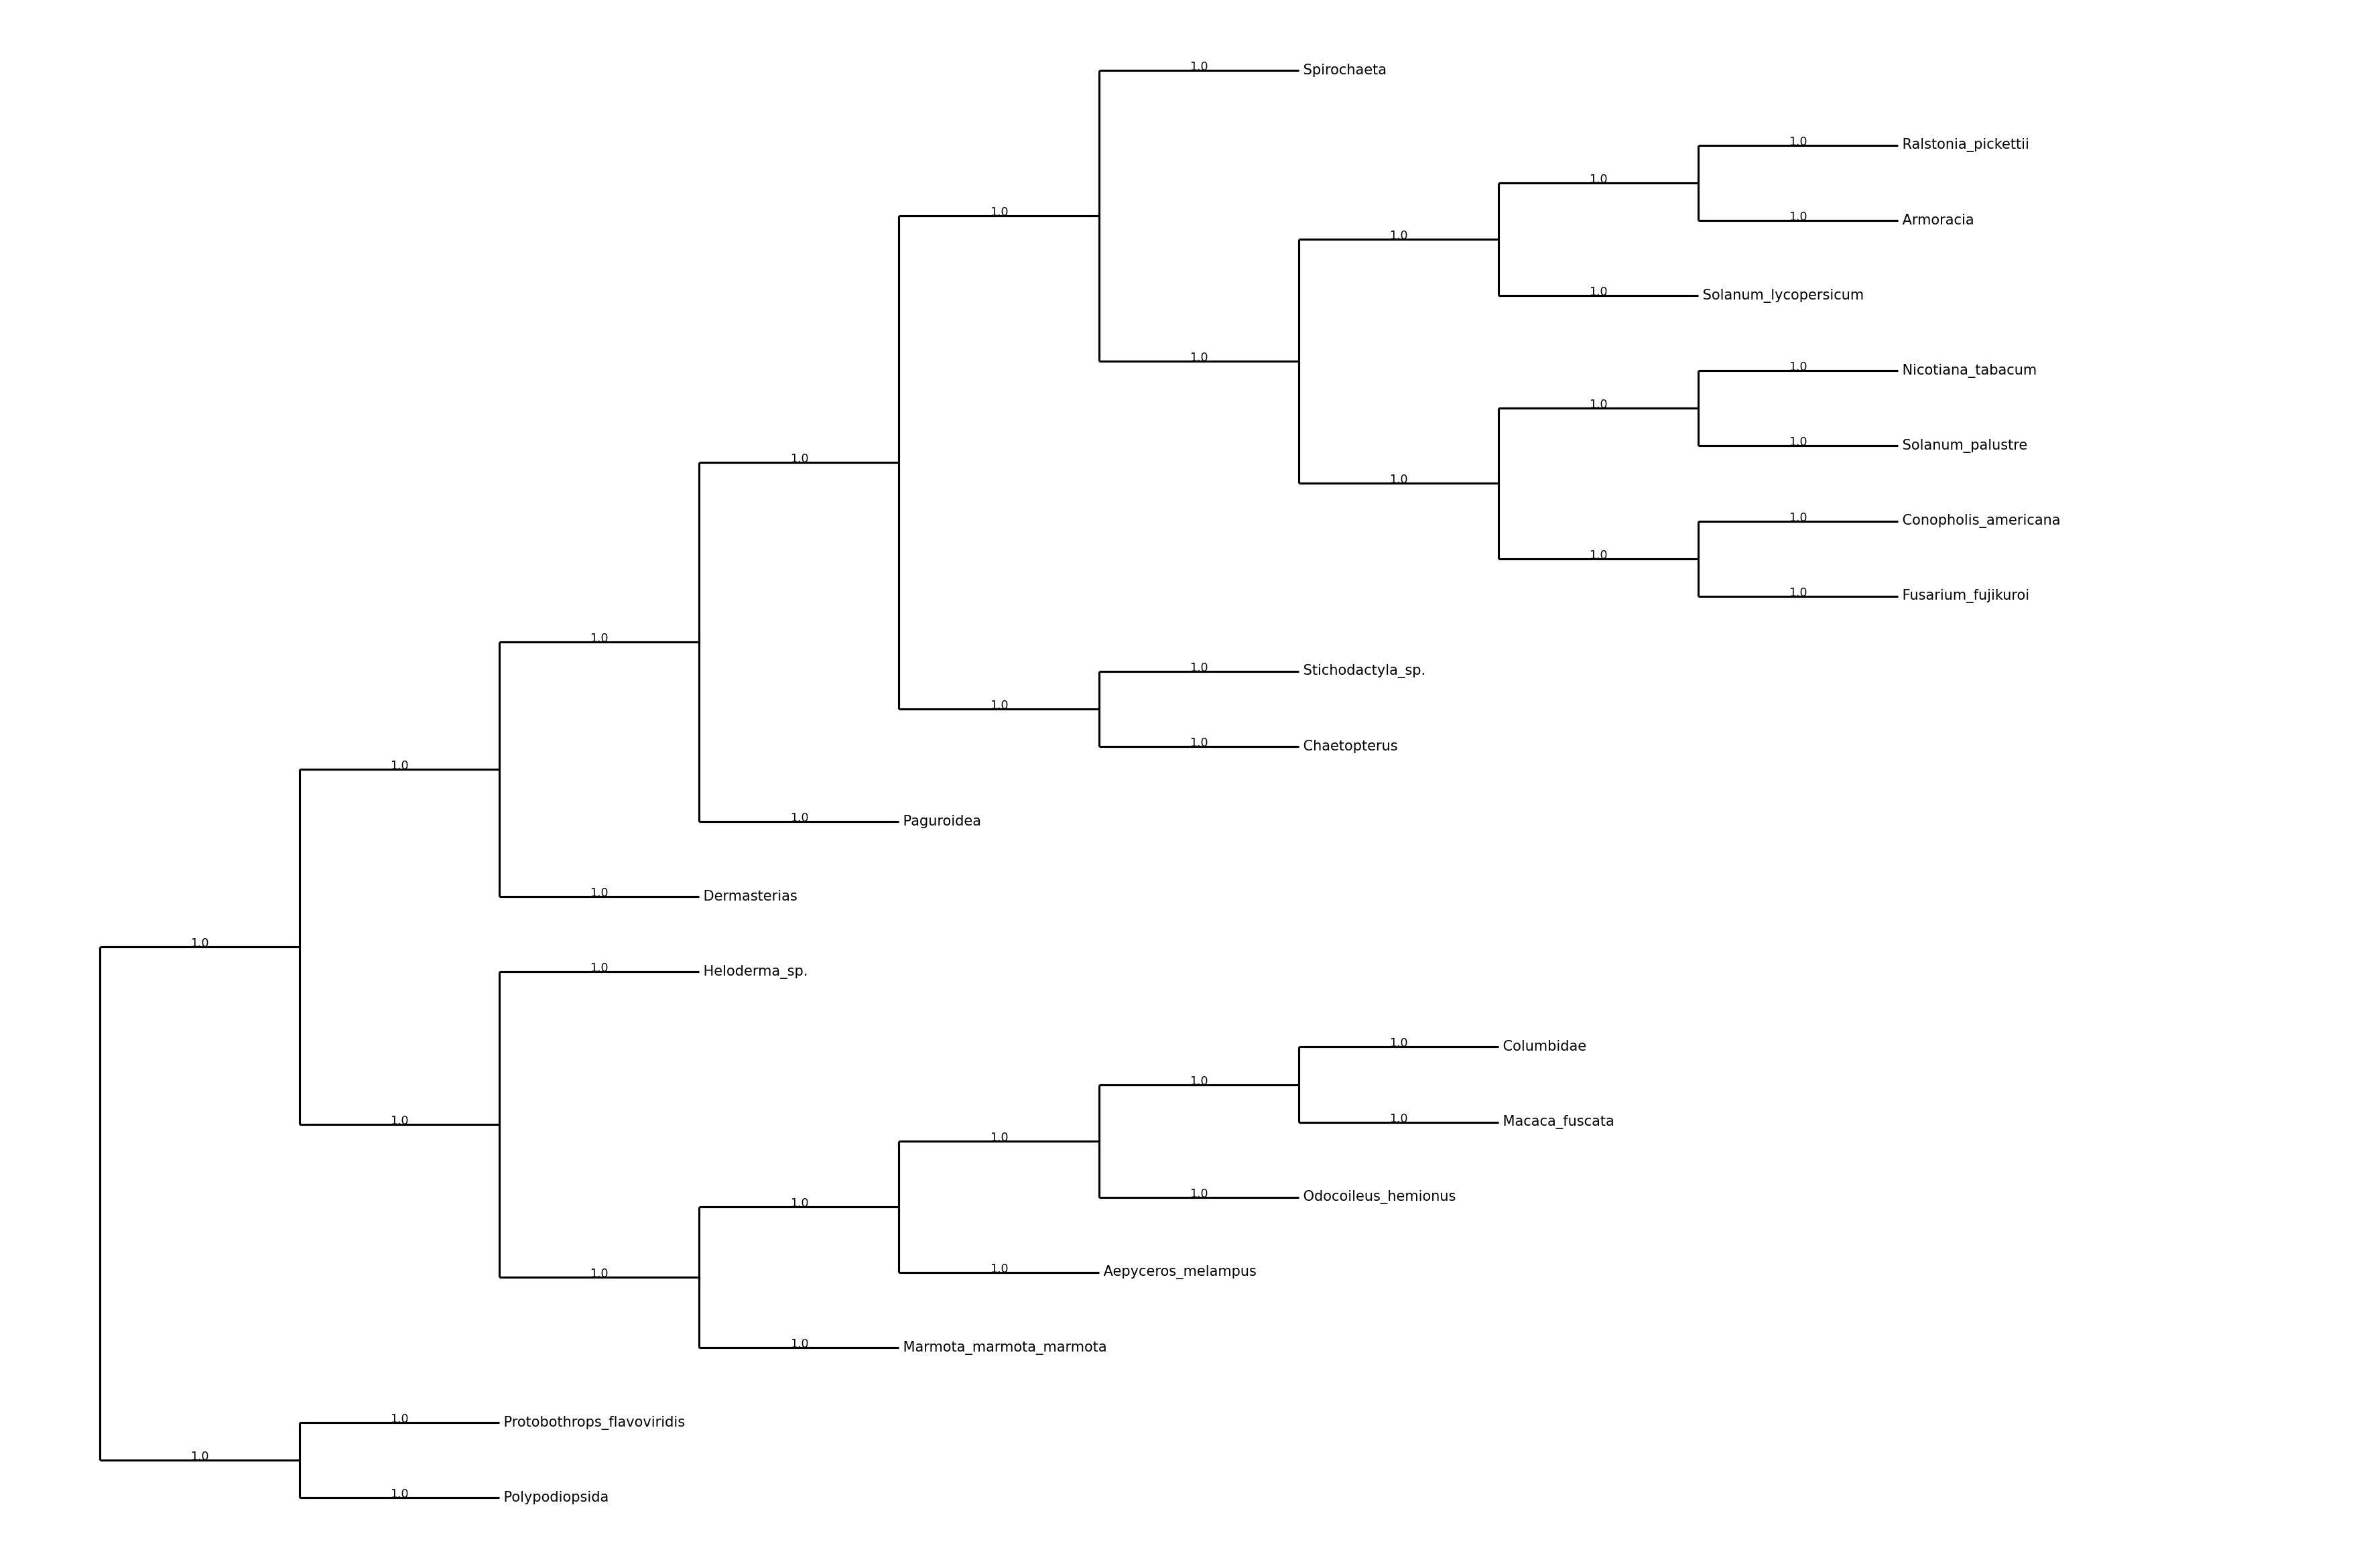 1.0 Spirochaeta
1.0 Ralstonia_pickettii
1.0
1.0
1.0 Armoracia
1.0
1.0 Solanum_lycopersicum
1.0
1.0 Nicotiana_tabacum
1.0
1.0 Solanum_palustre
1.0
1.0
1.0 Conopholis_americana
1.0
1.0 Fusarium_fujikuroi
1.0
1.0 Stichodactyla_sp.
1.0
1.0 Chaetopterus
1.0
1.0 Paguroidea
1.0 Dermasterias
1.0
1.0 Heloderma_sp.
1.0 Columbidae
1.0
1.0 Macaca_fuscata
1.0
1.0
1.0 Odocoileus_hemionus
1.0
1.0 Aepyceros_melampus
1.0
1.0 Marmota_marmota_marmota
1.0 Protobothrops_flavoviridis
1.0
1.0 Polypodiopsida